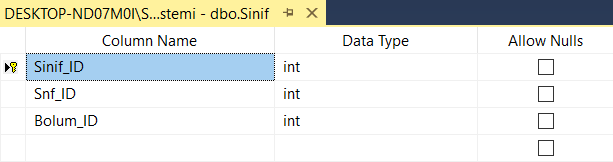 DESKTOP-ND07M0I\S...stemi - dbo.Sinif
Column Name Data Type Allow Nulls
Sinif_ID int
Snf_ID int
Bolum_ID int